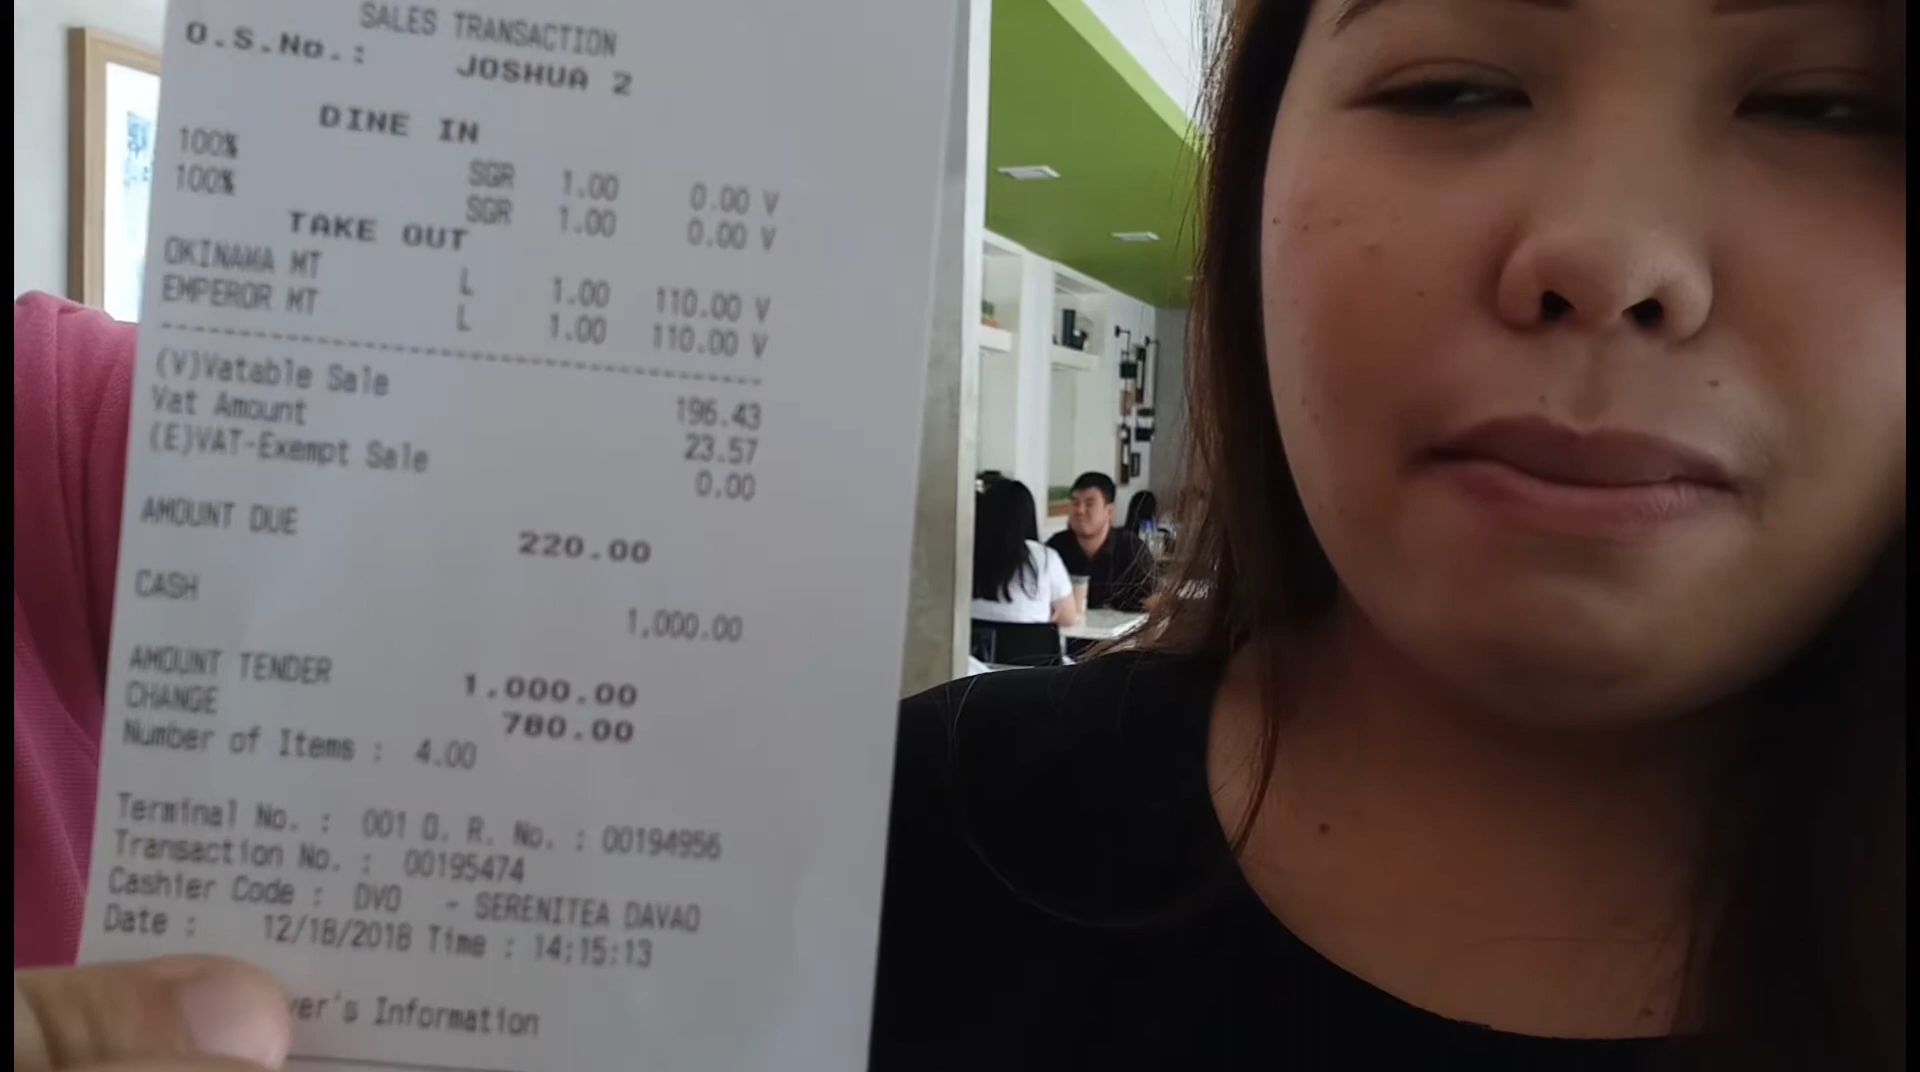 SALES TRANSACTION
O.S.No.: JOSHUA 2
DINE IN
100% SGR 1.00 0.00 V
100% SGR 1.00 0.00 V
TAKE OUT
OKINAWA MT L 1.00 110.00 V
EMPEROR MT L 1.00 110.00 V
(V)Vatable Sale 196.43
Vat Amount 23.57
(E)VAT-Exempt Sale 0.00
AMOUNT DUE 220.00
CASH 1,000.00
AMOUNT TENDER 1,000.00
CHANGE 780.00
Number of Items : 4.00
Terminal No. : 001 O. R. No. : 00194956
Transaction No. : 00195474
Cashier Code : DVO - SERENITEA DAVAO
Date : 12/18/2018 Time : 14:15:13
Information